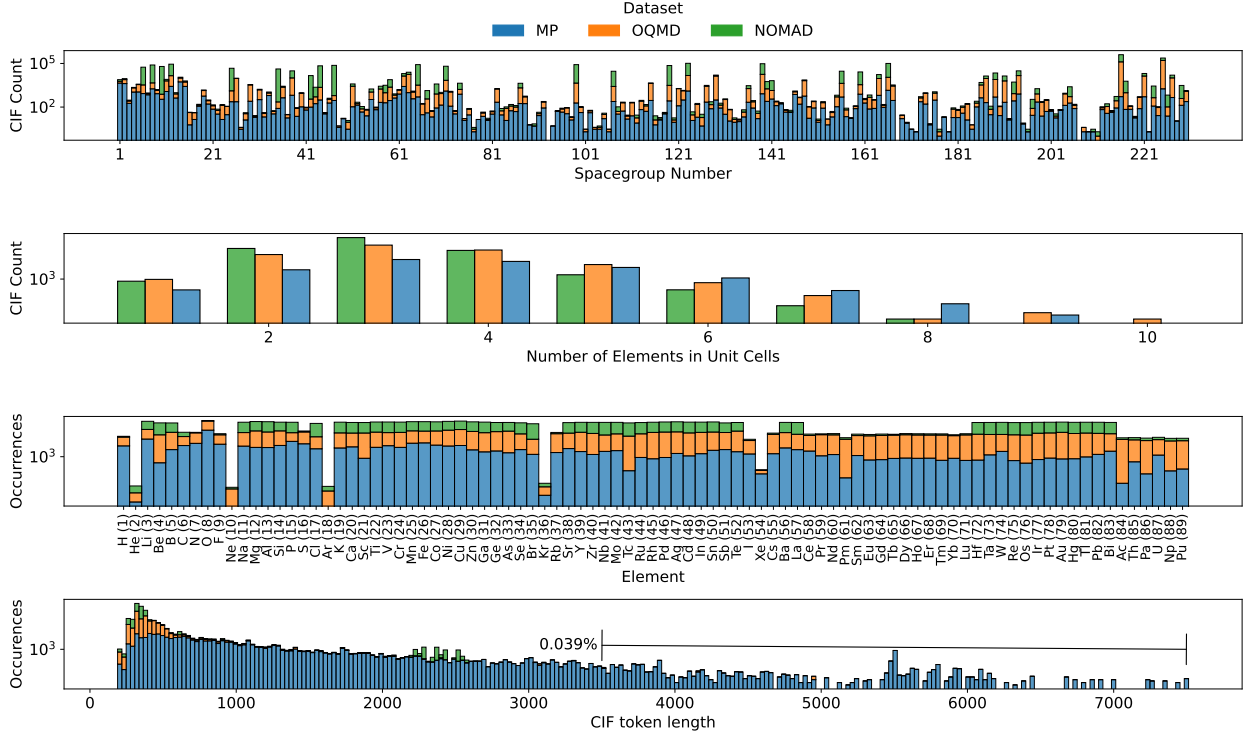 Dataset
MP OQMD NOMAD
CIF Count
10^5
10^2
1 21 41 61 81 101 121 141 161 181 201 221
Spacegroup Number
CIF Count
10^3
2 4 6 8 10
Number of Elements in Unit Cells
Occurrences
10^3
H (1)
He (2)
Li (3)
Be (4)
B (5)
C (6)
N (7)
O (8)
F (9)
Ne (10)
Na (11)
Mg (12)
Al (13)
Si (14)
P (15)
S (16)
Cl (17)
Ar (18)
K (19)
Ca (20)
Sc (21)
Ti (22)
V (23)
Cr (24)
Mn (25)
Fe (26)
Co (27)
Ni (28)
Cu (29)
Zn (30)
Ga (31)
Ge (32)
As (33)
Se (34)
Br (35)
Kr (36)
Rb (37)
Sr (38)
Y (39)
Zr (40)
Nb (41)
Mo (42)
Tc (43)
Ru (44)
Rh (45)
Pd (46)
Ag (47)
Cd (48)
In (49)
Sn (50)
Sb (51)
Te (52)
I (53)
Xe (54)
Cs (55)
Ba (56)
La (57)
Ce (58)
Pr (59)
Nd (60)
Pm (61)
Sm (62)
Eu (63)
Gd (64)
Tb (65)
Dy (66)
Ho (67)
Er (68)
Tm (69)
Yb (70)
Lu (71)
Hf (72)
Ta (73)
W (74)
Re (75)
Os (76)
Ir (77)
Pt (78)
Au (79)
Hg (80)
Tl (81)
Pb (82)
Bi (83)
Ac (84)
Th (85)
Pa (86)
U (87)
Np (88)
Pu (89)
Element
Occurences
10^3
0.039%
0 1000 2000 3000 4000 5000 6000 7000
CIF token length